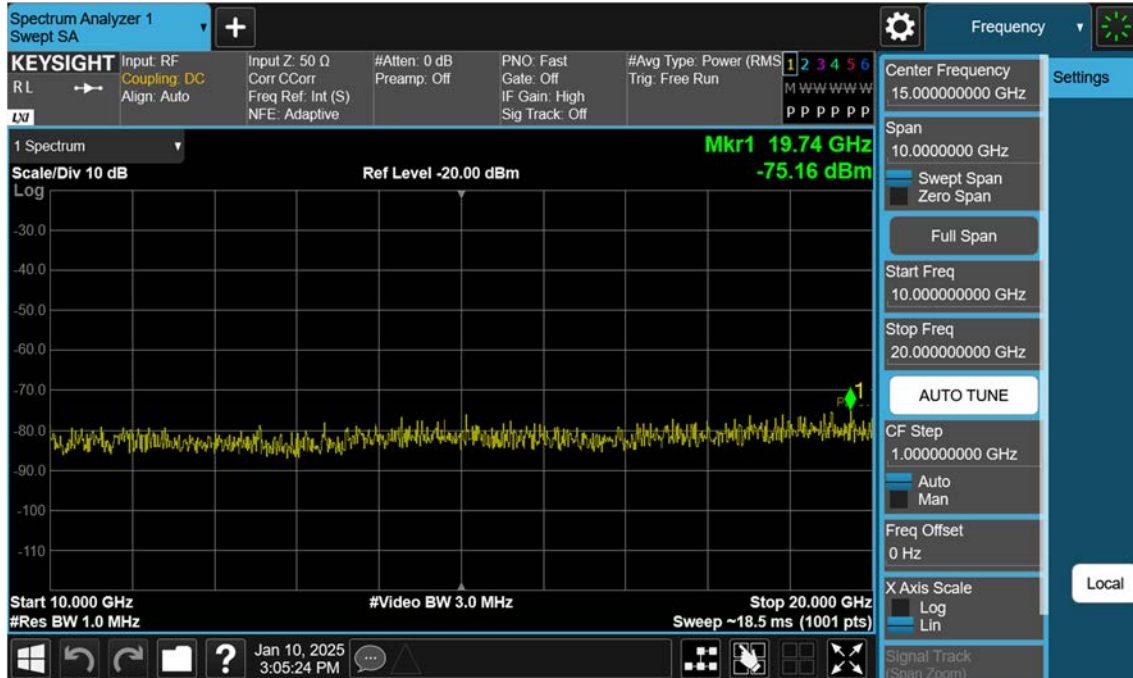 Spectrum Analyzer 1
Swept SA
Frequency
KEYSIGHT
R L
LXI
Input: RF
Coupling: DC
Align: Auto
Input Z: 50 Ω
Corr CCorr
Freq Ref: Int (S)
NFE: Adaptive
#Atten: 0 dB
Preamp: Off
PNO: Fast
Gate: Off
IF Gain: High
Sig Track: Off
#Avg Type: Power (RMS
Trig: Free Run
1 2 3 4 5 6
M W W W W W
P P P P P P
1 Spectrum
Scale/Div 10 dB
Log
Ref Level -20.00 dBm
Mkr1 19.74 GHz
-75.16 dBm
-30.0
-40.0
-50.0
-60.0
-70.0
-80.0
-90.0
-100
-110
1
Start 10.000 GHz
#Res BW 1.0 MHz
#Video BW 3.0 MHz
Stop 20.000 GHz
Sweep ~18.5 ms (1001 pts)
Center Frequency
15.000000000 GHz
Span
10.0000000 GHz
Swept Span
Zero Span
Full Span
Start Freq
10.000000000 GHz
Stop Freq
20.000000000 GHz
AUTO TUNE
CF Step
1.000000000 GHz
Auto
Man
Freq Offset
0 Hz
X Axis Scale
Log
Lin
Signal Track
(Span Zoom)
Settings
Local
?
Jan 10, 2025
3:05:24 PM